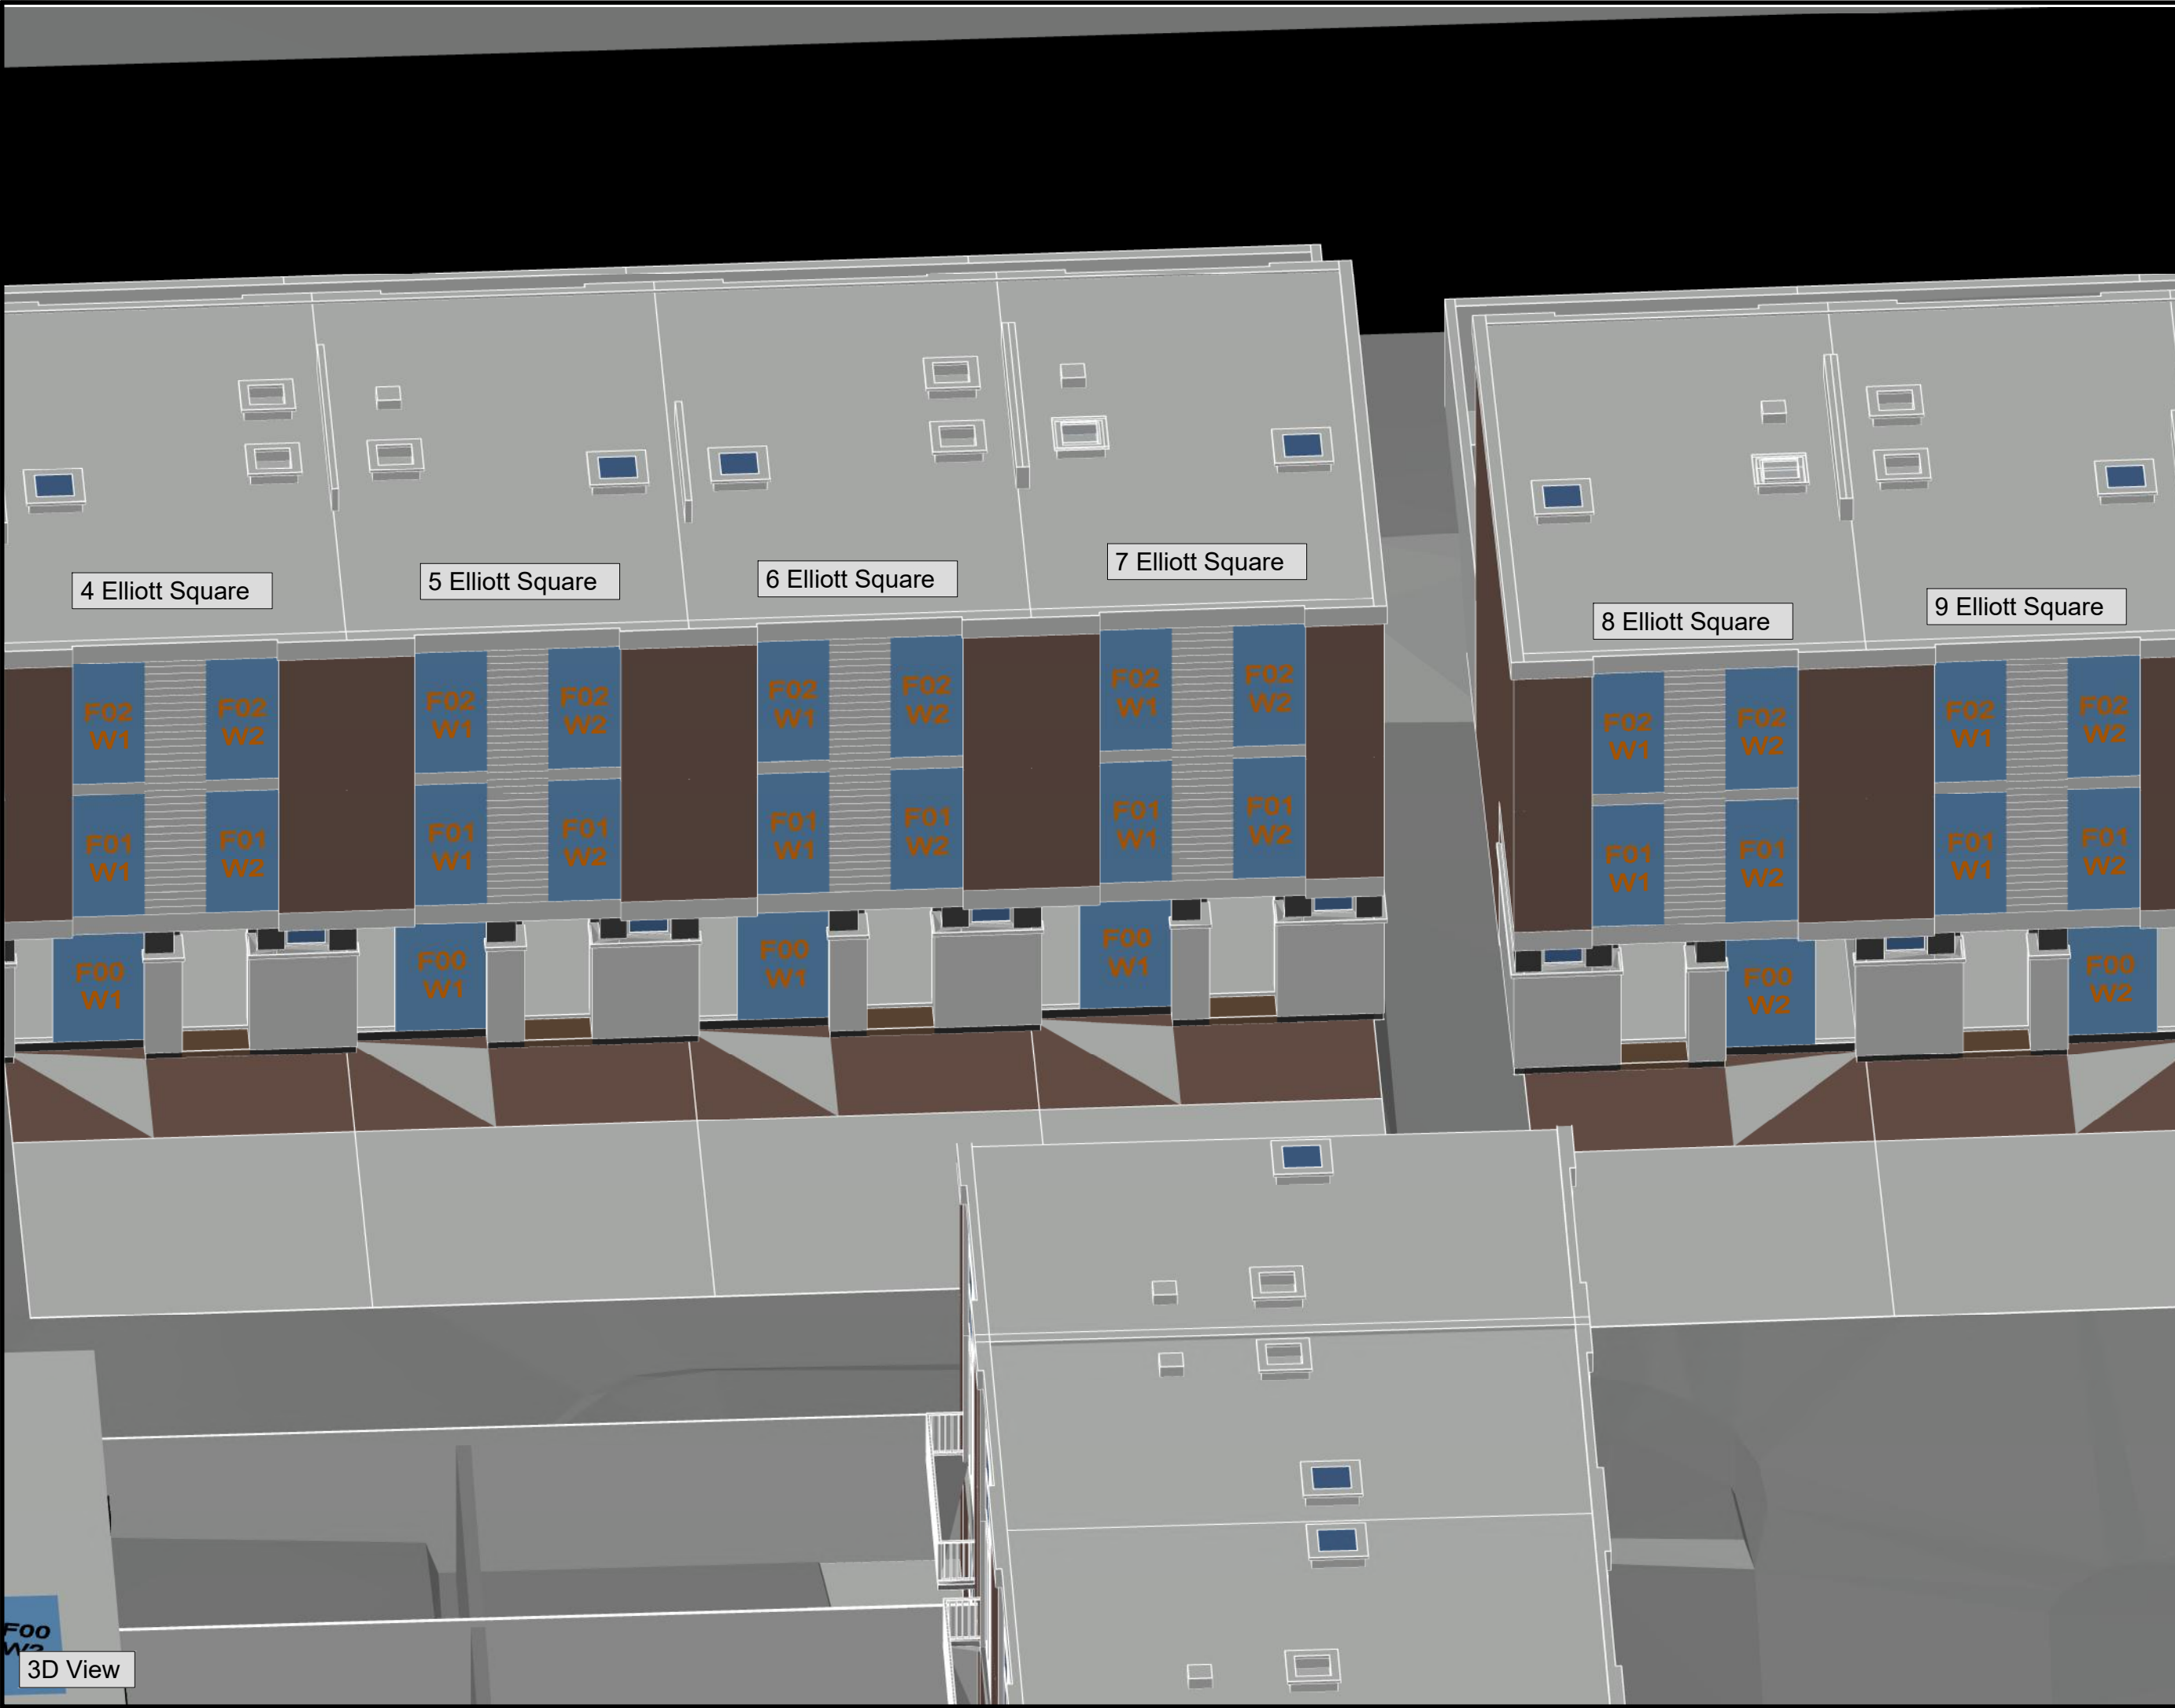 7 Elliott Square
6 Elliott Square
5 Elliott Square
4 Elliott Square
9 Elliott Square
8 Elliott Square
F02
W1
F02
W2
F02
W1
F02
W2
F02
W1
F02
W2
F02
W1
F02
W2
F02
W1
F02
W2
F02
W1
F02
W2
F01
W1
F01
W2
F01
W1
F01
W2
F01
W1
F01
W2
F01
W1
F01
W2
F01
W1
F01
W2
F01
W1
F01
W2
F00
W1
F00
W1
F00
W1
F00
W1
F00
W2
F00
W2
F00
3D View